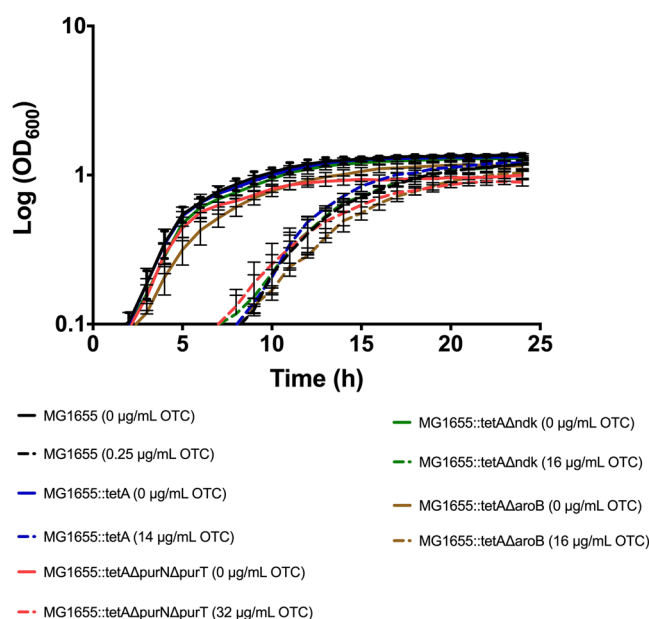 10
1
0.1
Log (OD600)
0 5 10 15 20 25
Time (h)
MG1655 (0 µg/mL OTC)
MG1655 (0.25 µg/mL OTC)
MG1655::tetA (0 µg/mL OTC)
MG1655::tetA (14 µg/mL OTC)
MG1655::tetAΔpurNΔpurT (0 µg/mL OTC)
MG1655::tetAΔpurNΔpurT (32 µg/mL OTC)
MG1655::tetAΔndk (0 µg/mL OTC)
MG1655::tetAΔndk (16 µg/mL OTC)
MG1655::tetAΔaroB (0 µg/mL OTC)
MG1655::tetAΔaroB (16 µg/mL OTC)